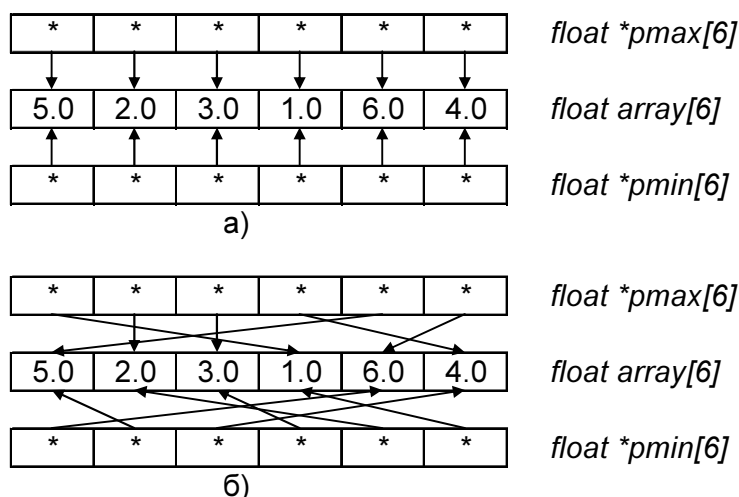 * * * * * * float *pmax[6]
5.0 2.0 3.0 1.0 6.0 4.0 float array[6]
* * * * * * float *pmin[6]
а)
* * * * * * float *pmax[6]
5.0 2.0 3.0 1.0 6.0 4.0 float array[6]
* * * * * * float *pmin[6]
б)